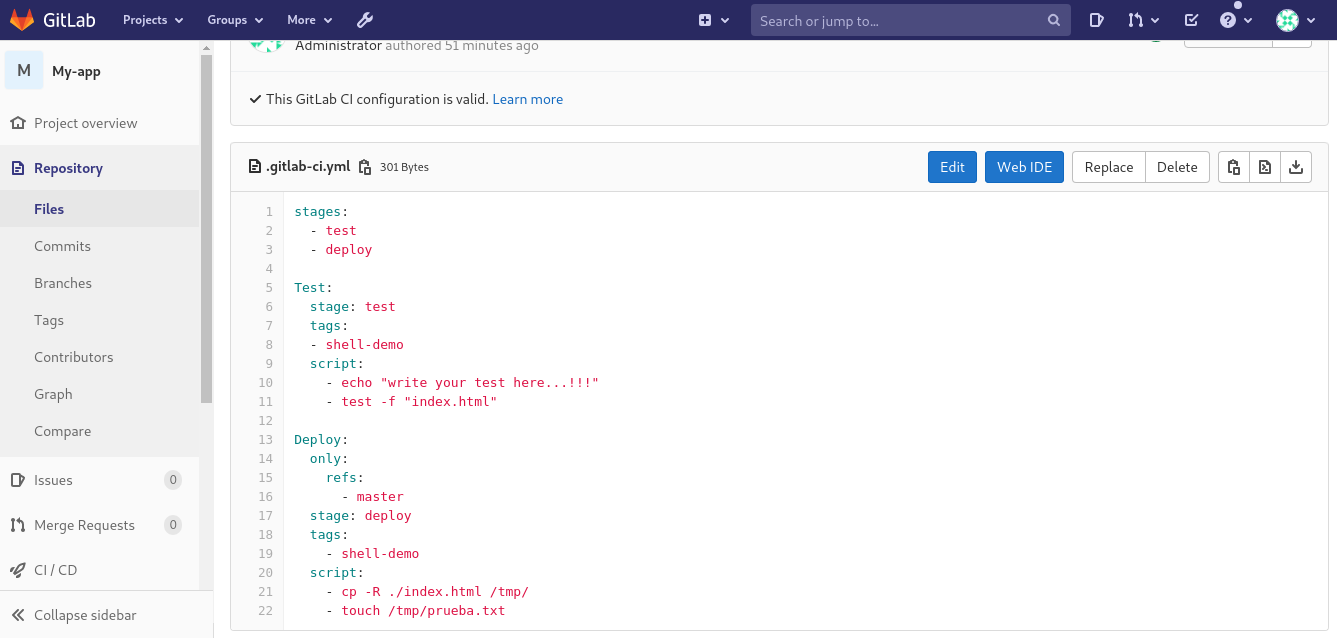 GitLab Projects Groups More Search or jump to...
M My-app
Project overview
Repository
Files
Commits
Branches
Tags
Contributors
Graph
Compare
Issues 0
Merge Requests 0
CI / CD
Collapse sidebar
Administrator authored 51 minutes ago
This GitLab CI configuration is valid. Learn more
.gitlab-ci.yml 301 Bytes Edit Web IDE Replace Delete
1 stages:
2   - test
3   - deploy
4
5 Test:
6   stage: test
7   tags:
8   - shell-demo
9   script:
10     - echo "write your test here...!!!"
11     - test -f "index.html"
12
13 Deploy:
14   only:
15     refs:
16       - master
17   stage: deploy
18   tags:
19     - shell-demo
20   script:
21     - cp -R ./index.html /tmp/
22     - touch /tmp/prueba.txt